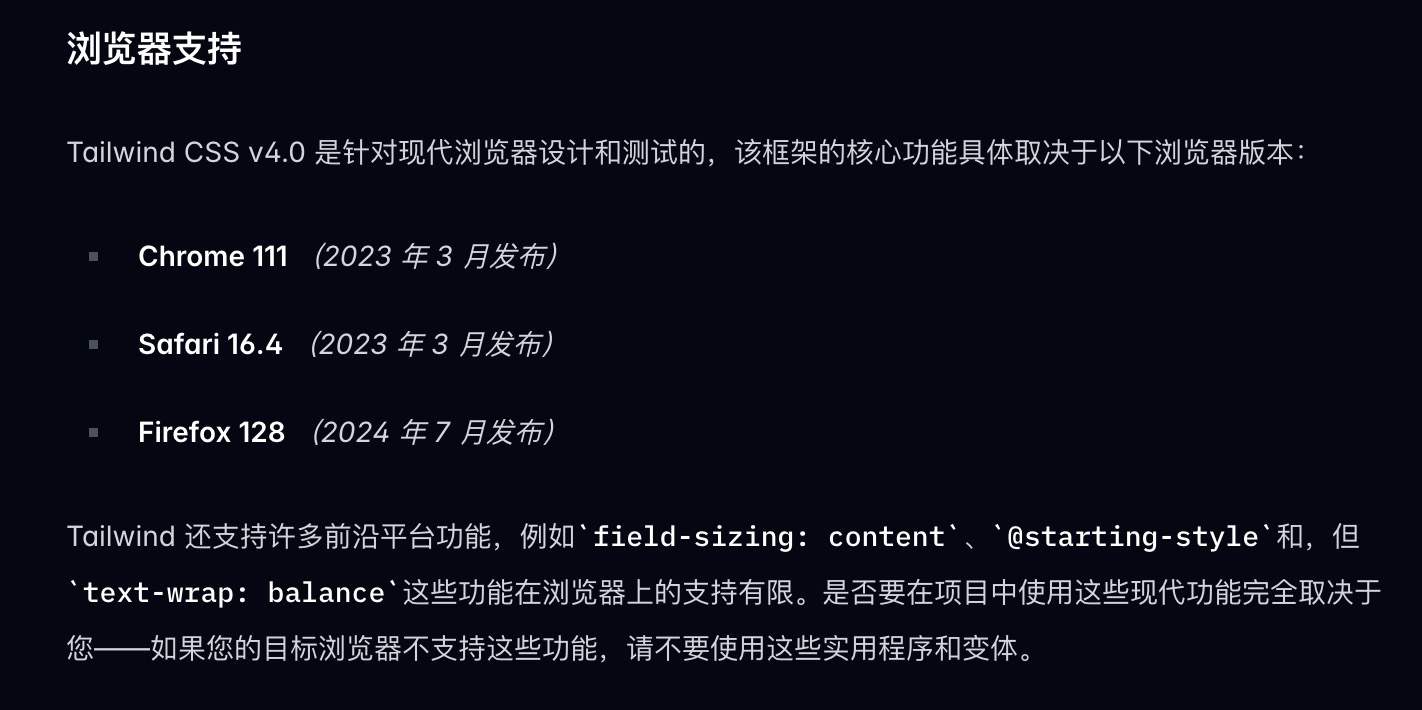 浏览器支持
Tailwind CSS v4.0 是针对现代浏览器设计和测试的，该框架的核心功能具体取决于以下浏览器版本：
Chrome 111 （2023 年 3 月发布）
Safari 16.4 （2023 年 3 月发布）
Firefox 128 （2024 年 7 月发布）
Tailwind 还支持许多前沿平台功能，例如`field-sizing: content`、`@starting-style`和，但
`text-wrap: balance`这些功能在浏览器上的支持有限。是否要在项目中使用这些现代功能完全取决于
您——如果您的目标浏览器不支持这些功能，请不要使用这些实用程序和变体。